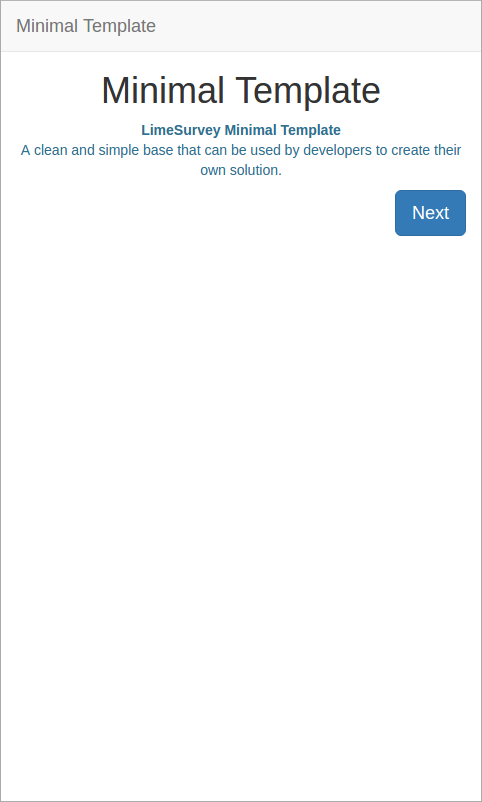 Minimal Template
Minimal Template
LimeSurvey Minimal Template
A clean and simple base that can be used by developers to create their
own solution.
Next